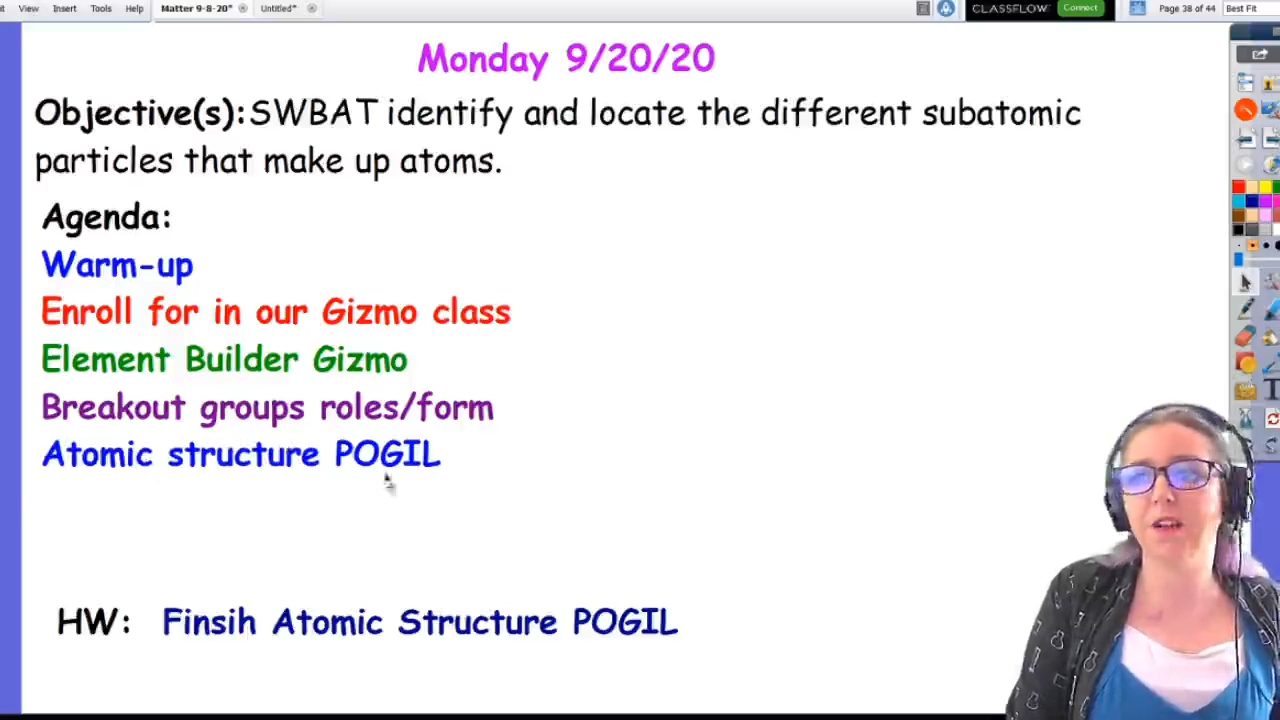 View Insert Tools Help Matter 9-8-20* Untitled* CLASSFLOW Connect Page 38 of 44 Best Fit
Monday 9/20/20
Objective(s): SWBAT identify and locate the different subatomic
particles that make up atoms.
Agenda:
Warm-up
Enroll for in our Gizmo class
Element Builder Gizmo
Breakout groups roles/form
Atomic structure POGIL
HW: Finsih Atomic Structure POGIL